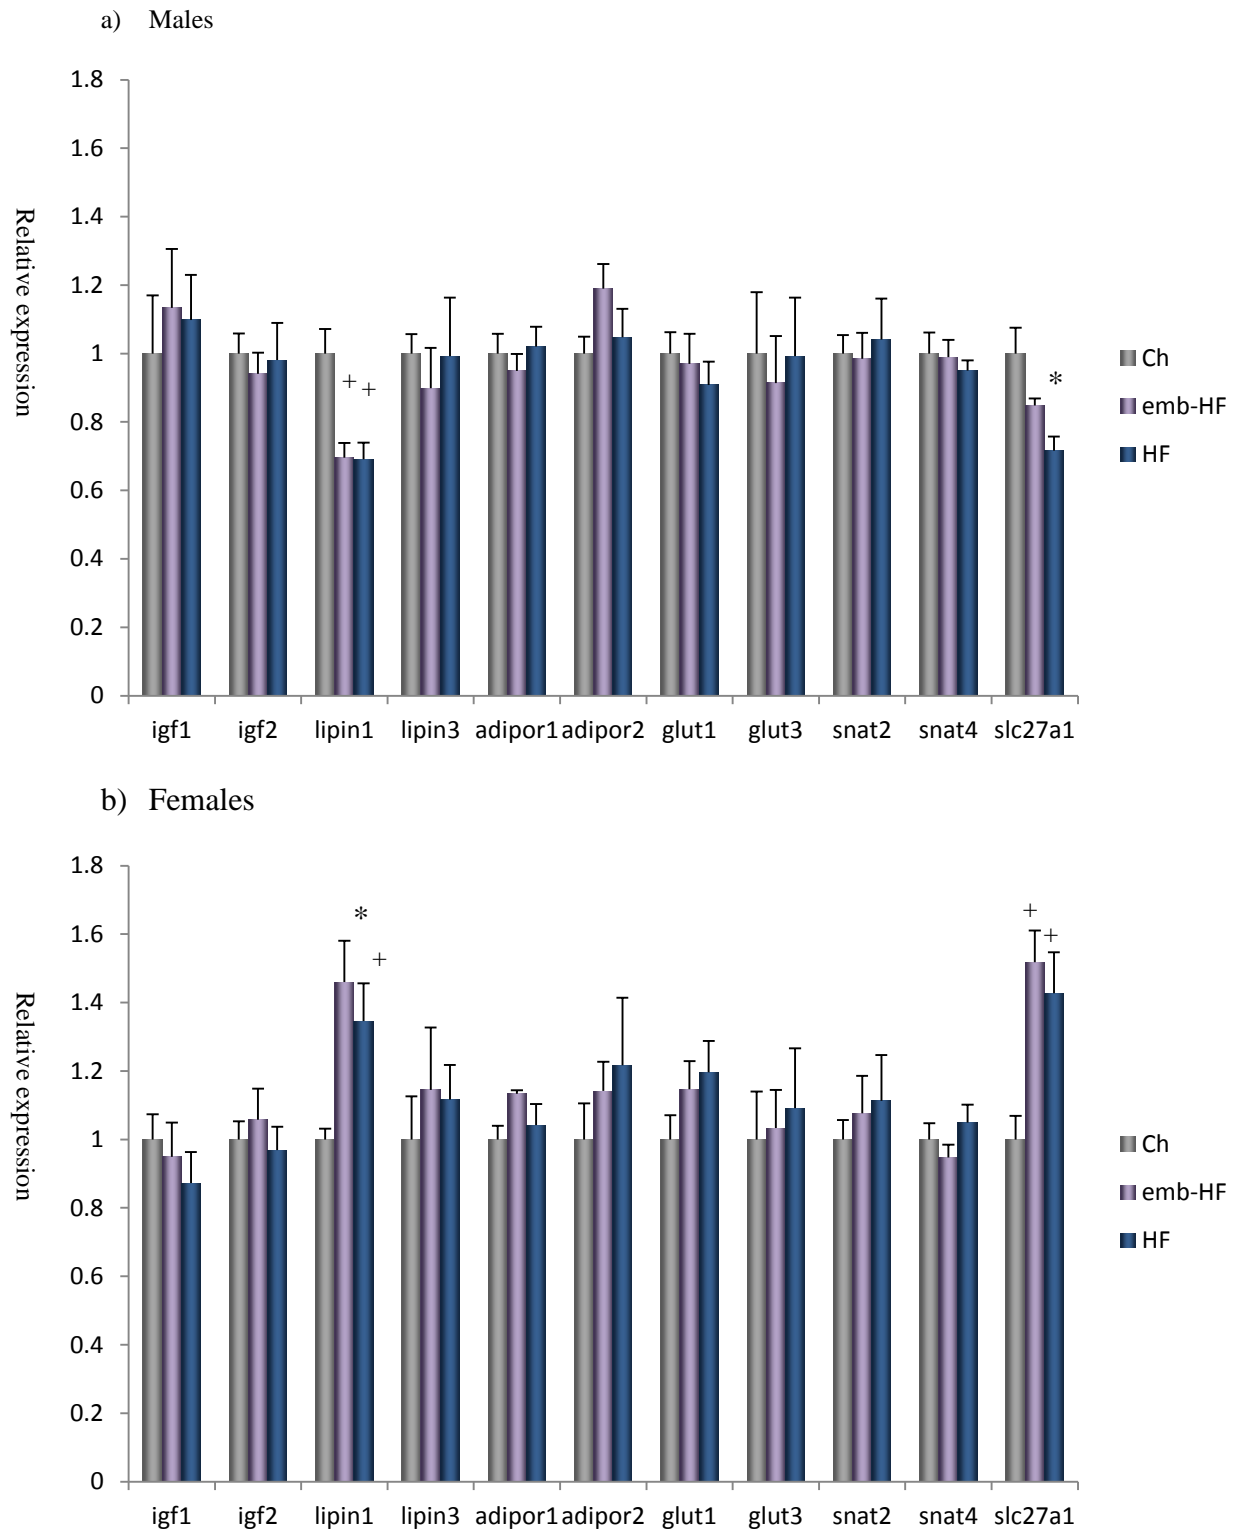 a) Males
1.8
1.6
1.4
1.2
1
0.8
0.6
0.4
0.2
0
Relative expression
+ +
*
igf1 igf2 lipin1 lipin3 adipor1 adipor2 glut1 glut3 snat2 snat4 slc27a1
Ch
emb-HF
HF
b) Females
1.8
1.6
1.4
1.2
1
0.8
0.6
0.4
0.2
0
Relative expression
*
+
+
+
igf1 igf2 lipin1 lipin3 adipor1 adipor2 glut1 glut3 snat2 snat4 slc27a1
Ch
emb-HF
HF